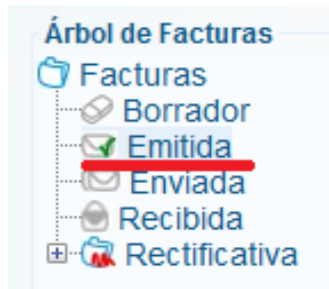 Árbol de Facturas
Facturas
Borrador
Emitida
Enviada
Recibida
Rectificativa